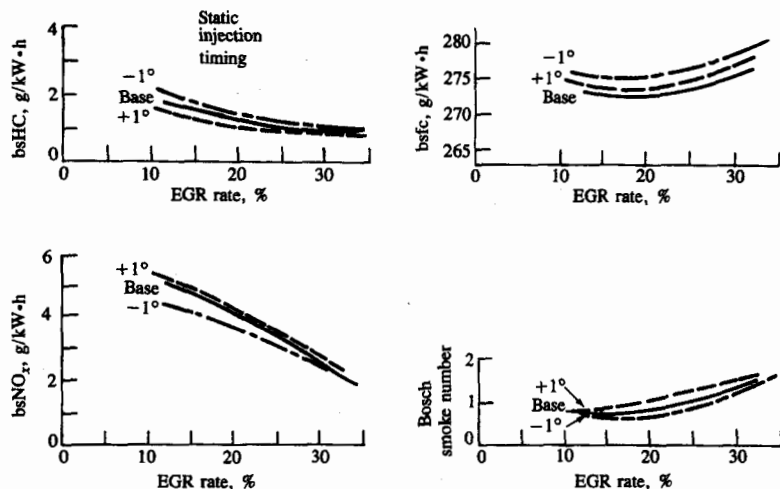 Static
injection
timing
bsHC, g/kW·h
4
2
0
−1°
Base
+1°
0 10 20 30
EGR rate, %
bsfc, g/kW·h
280
275
270
265
−1°
+1°
Base
263
0 10 20 30
EGR rate, %
bsNOx, g/kW·h
6
5
4
2
0
+1°
Base
−1°
0 10 20 30
EGR rate, %
Bosch
smoke number
2
1
0
+1°
Base
−1°
0 5 10 20 30
EGR rate, %